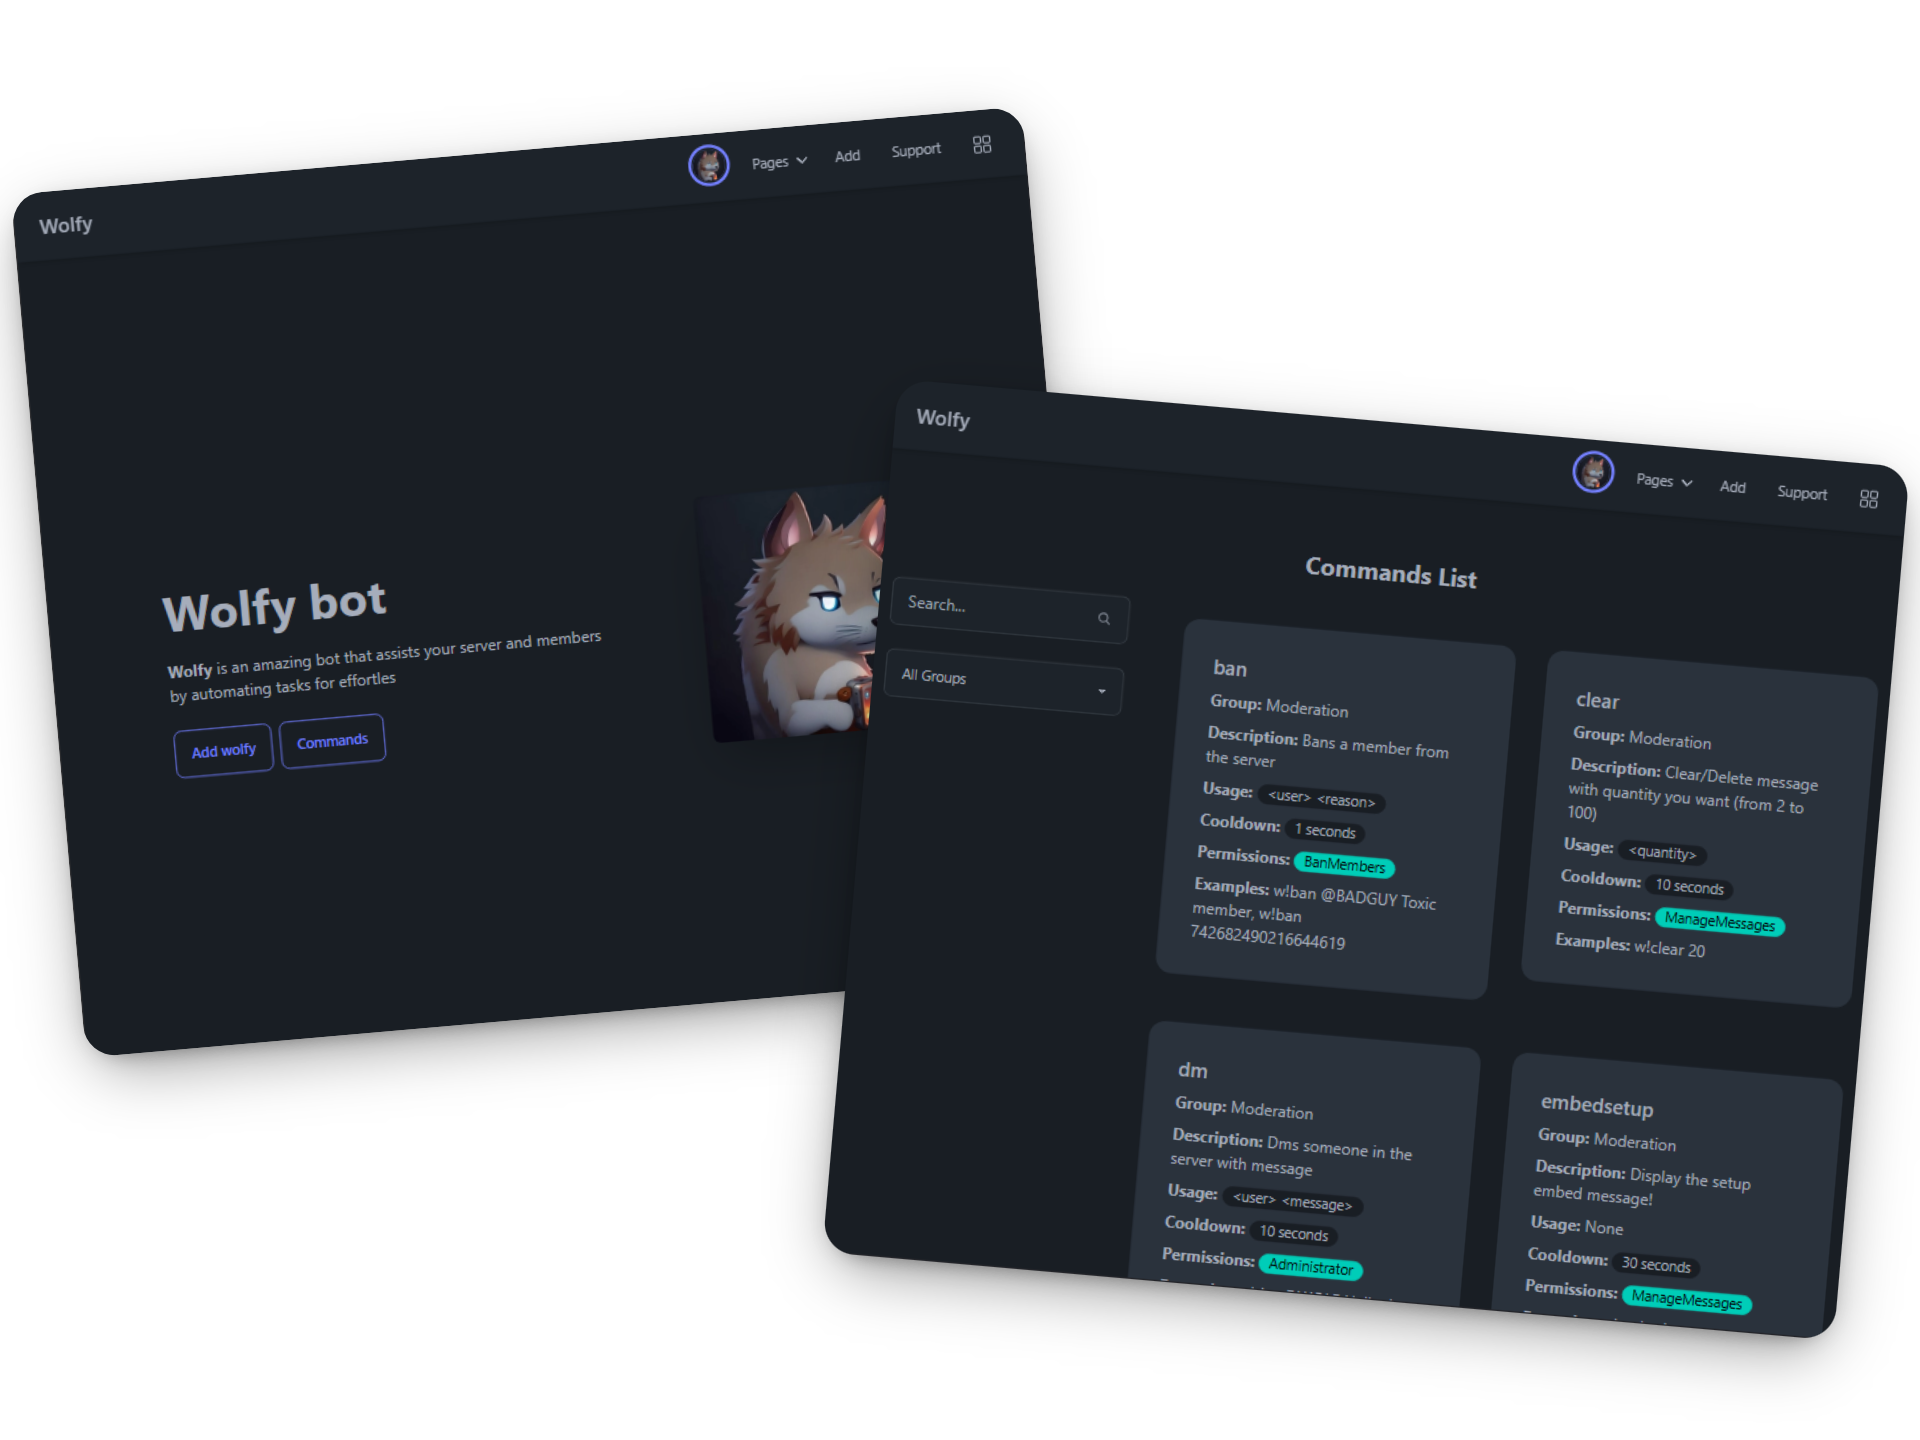 Wolfy
Pages
Add
Support
Wolfy bot
Wolfy is an amazing bot that assists your server and members
by automating tasks for effortles
Add wolfy
Commands
Wolfy
Pages
Add
Support
Commands List
Search...
All Groups
ban
Group: Moderation
Description: Bans a member from
the server
Usage: <user> <reason>
Cooldown: 1 seconds
Permissions: BanMembers
Examples: w!ban @BADGUY Toxic
member, w!ban
742682490216644619
clear
Group: Moderation
Description: Clear/Delete message
with quantity you want (from 2 to
100)
Usage: <quantity>
Cooldown: 10 seconds
Permissions: ManageMessages
Examples: w!clear 20
dm
Group: Moderation
Description: Dms someone in the
server with message
Usage: <user> <message>
Cooldown: 10 seconds
Permissions: Administrator
embedsetup
Group: Moderation
Description: Display the setup
embed message!
Usage: None
Cooldown: 30 seconds
Permissions: ManageMessages